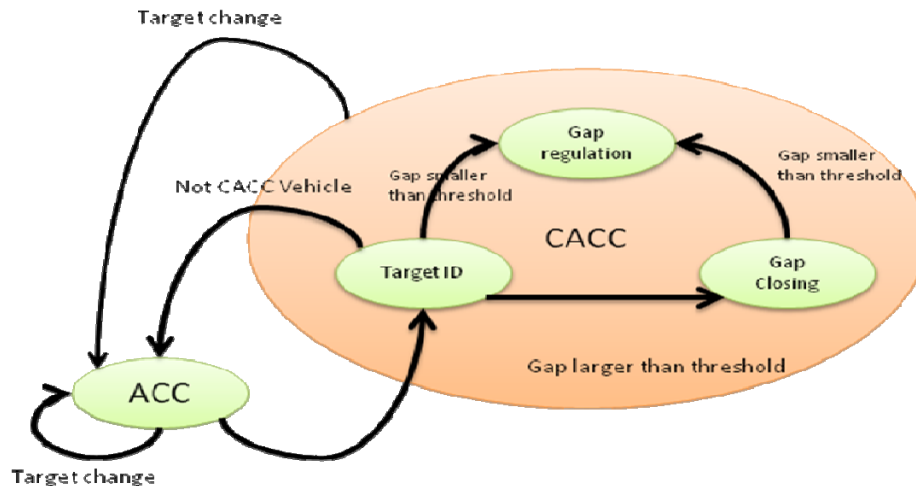 Target change
Gap
regulation
Gap smaller
than threshold
Gap smaller
than threshold
Not CACC Vehicle
CACC
Target ID
Gap
Closing
Gap larger than threshold
ACC
Target change